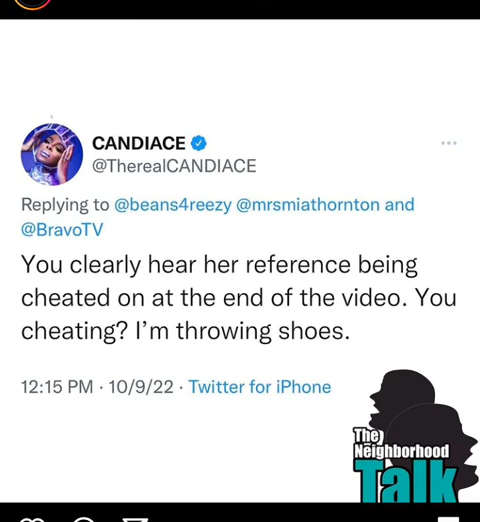 CANDIACE
@TherealCANDIACE
Replying to @beans4reezy @mrsmiathornton and
@BravoTV
You clearly hear her reference being
cheated on at the end of the video. You
cheating? I’m throwing shoes.
12:15 PM · 10/9/22 · Twitter for iPhone
The
Neighborhood
Talk